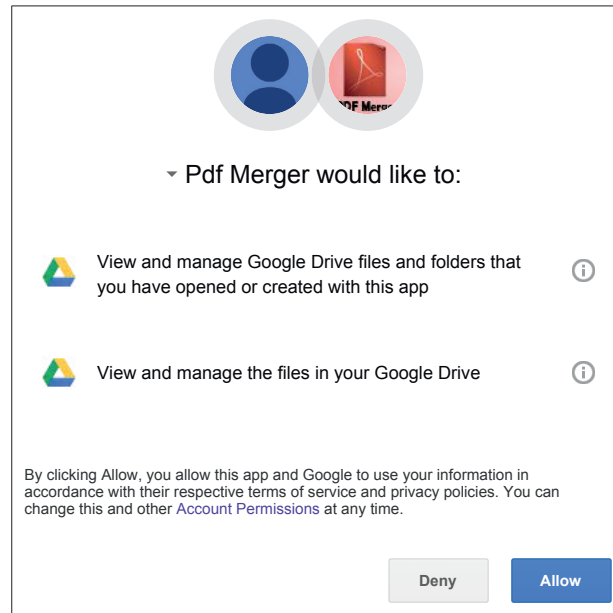 PDF Merge
Pdf Merger would like to:
View and manage Google Drive files and folders that
you have opened or created with this app
View and manage the files in your Google Drive
By clicking Allow, you allow this app and Google to use your information in
accordance with their respective terms of service and privacy policies. You can
change this and other Account Permissions at any time.
Deny
Allow